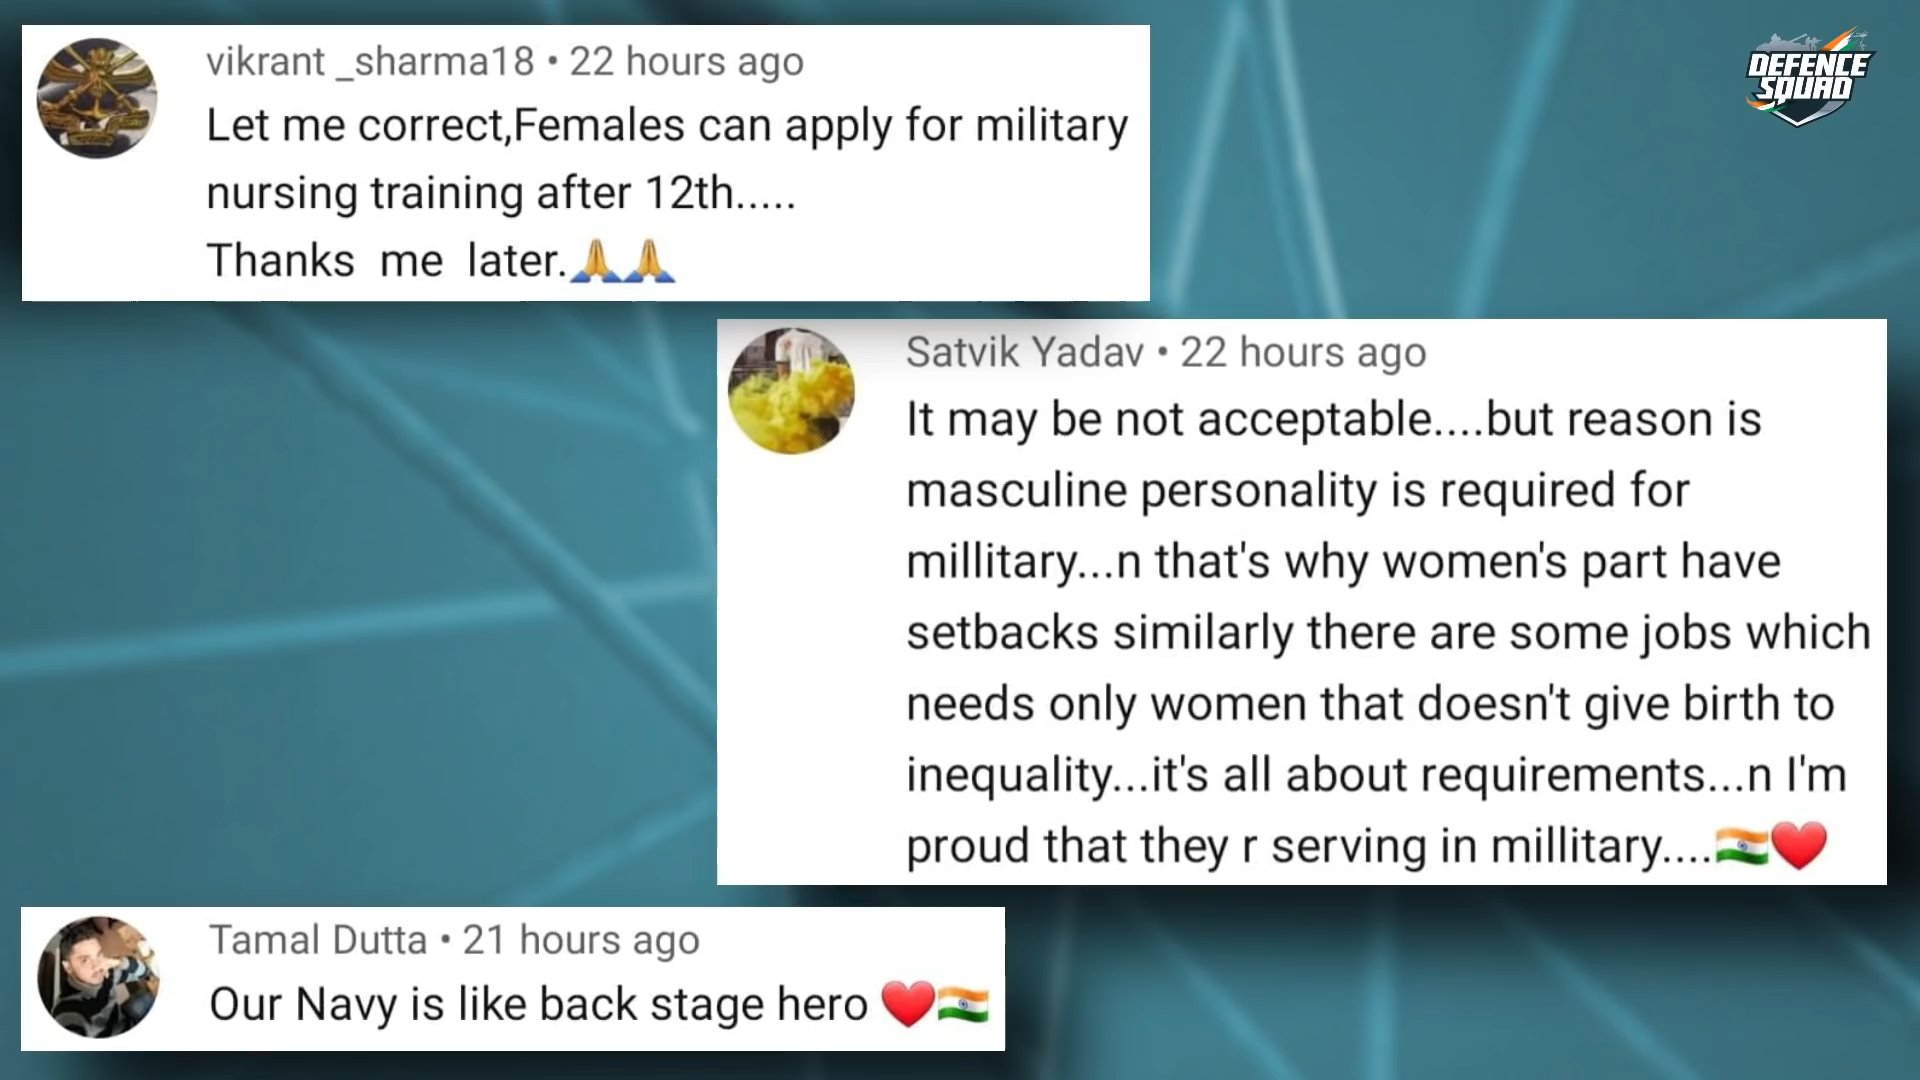 DEFENCE
SQUAD
vikrant _sharma18 • 22 hours ago
Let me correct,Females can apply for military
nursing training after 12th.....
Thanks me later.🙏🙏
Satvik Yadav • 22 hours ago
It may be not acceptable....but reason is
masculine personality is required for
millitary...n that's why women's part have
setbacks similarly there are some jobs which
needs only women that doesn't give birth to
inequality...it's all about requirements...n I'm
proud that they r serving in millitary....🇮🇳❤️
Tamal Dutta • 21 hours ago
Our Navy is like back stage hero ❤️🇮🇳